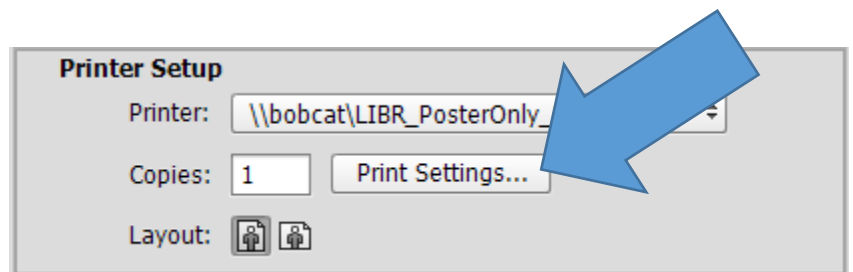 Printer Setup
Printer: \\bobcat\LIBR_PosterOnly_
Copies: 1 Print Settings...
Layout: